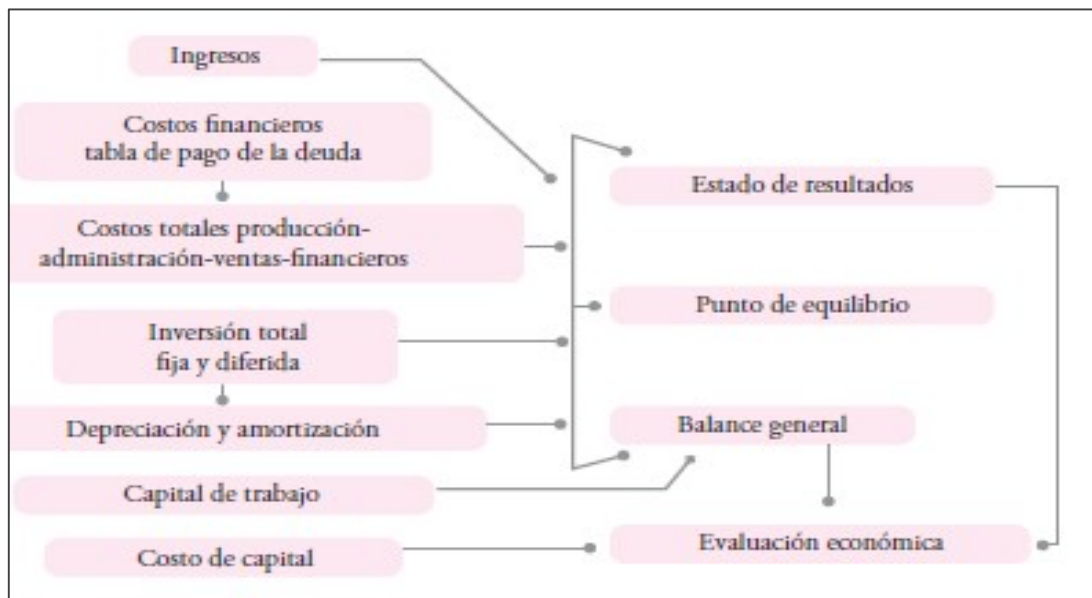 Ingresos
Costos financieros
tabla de pago de la deuda
Costos totales producción-
administración-ventas-financieros
Inversión total
fija y diferida
Depreciación y amortización
Capital de trabajo
Costo de capital
Estado de resultados
Punto de equilibrio
Balance general
Evaluación económica